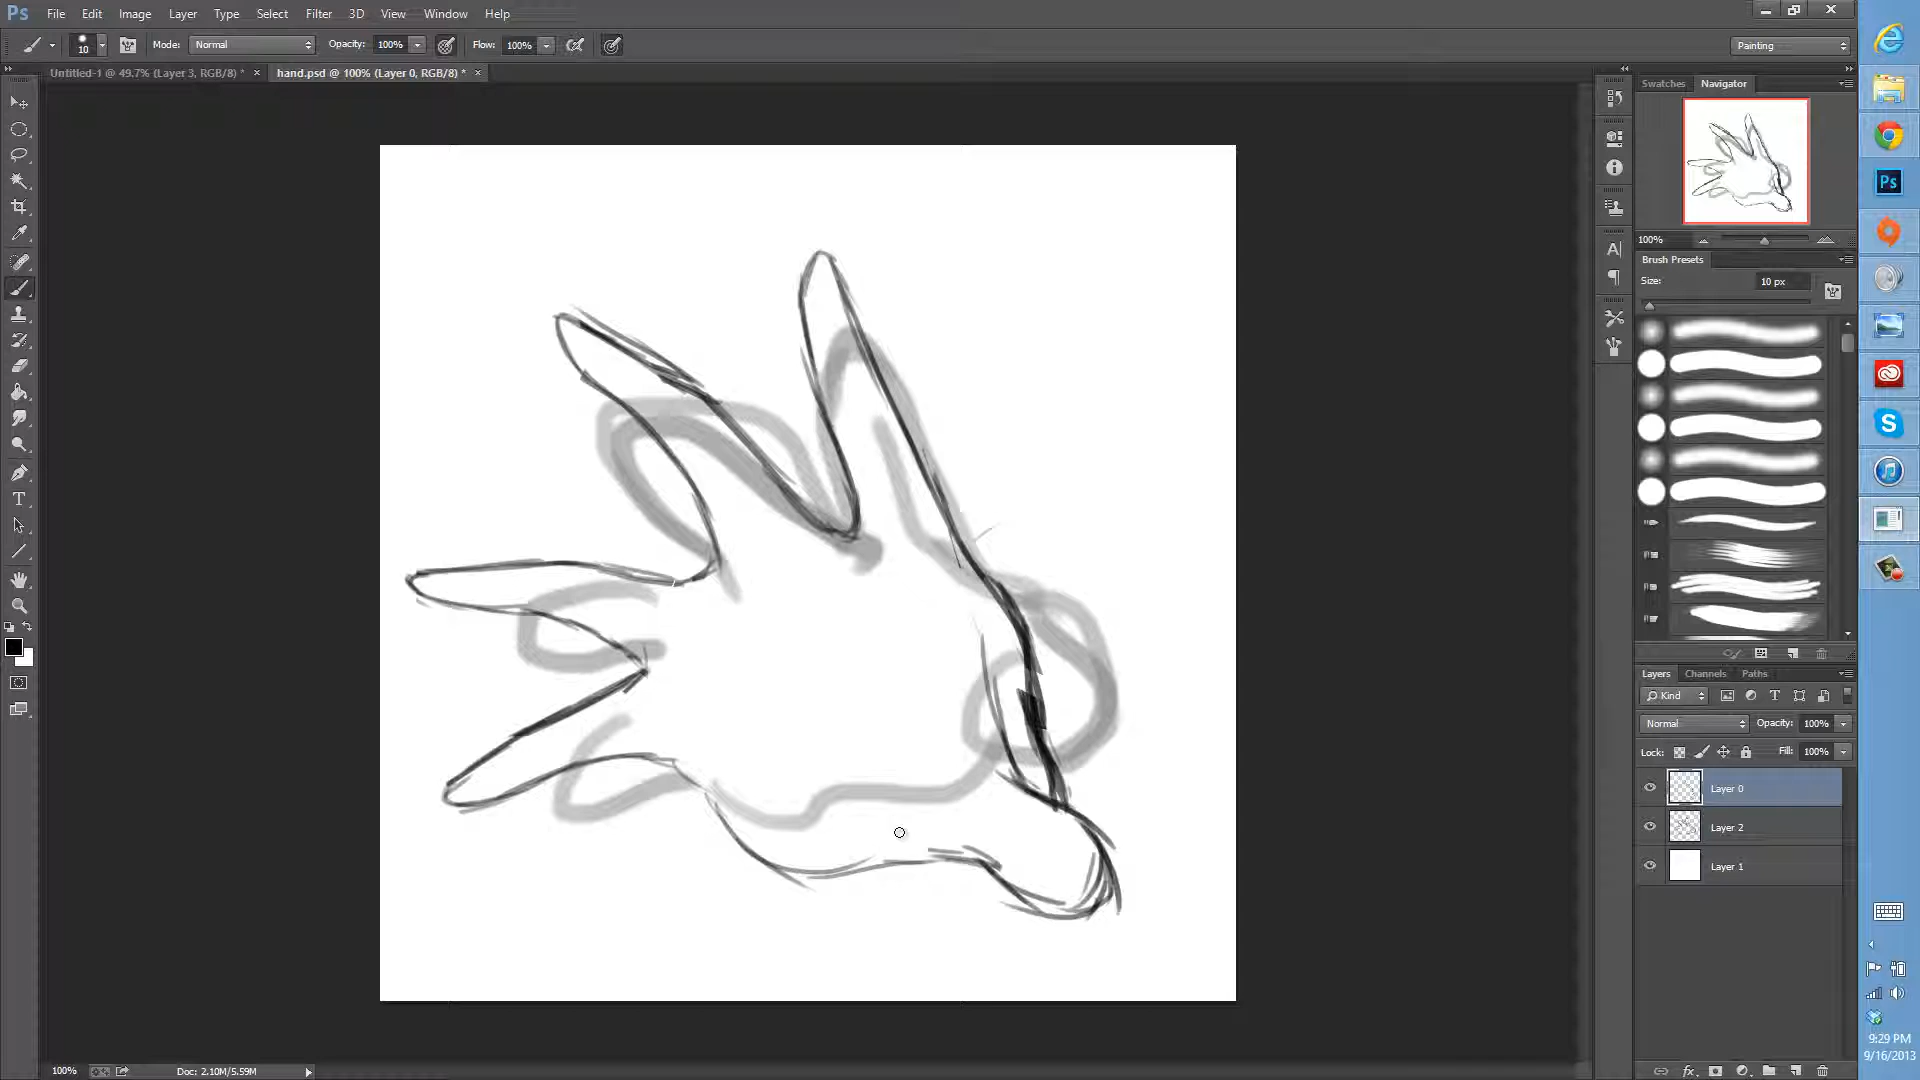 Ps File Edit Image Layer Type Select Filter 3D View Window Help
10 Mode: Normal Opacity: 100% Flow: 100% Painting
Untitled-1 @ 49.7% (Layer 3, RGB/8) * × hand.psd @ 100% (Layer 0, RGB/8) * ×
Swatches Navigator
100%
Brush Presets
Size: 10 px
Layers Channels Paths
Kind
Normal Opacity: 100%
Lock: Fill: 100%
Layer 0
Layer 2
Layer 1
Ps
9:29 PM
9/16/2013
100% Doc: 2.10M/5.59M